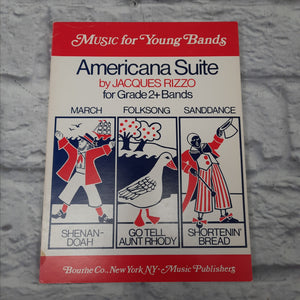 Music for Young Bands
Americana Suite
by JACQUES RIZZO
for Grade 2+ Bands
MARCH FOLKSONG SANDDANCE
SHENAN-
DOAH
GO TELL
AUNT RHODY
SHORTENIN'
BREAD
Bourne Co., New York NY - Music Publishers